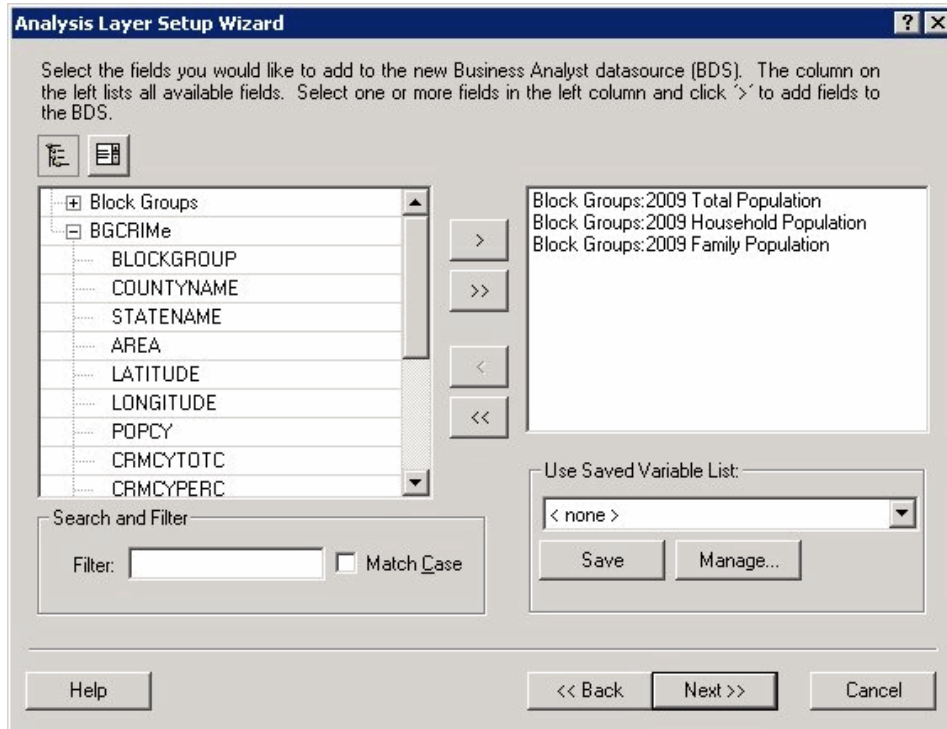 Analysis Layer Setup Wizard
Select the fields you would like to add to the new Business Analyst datasource (BDS). The column on
the left lists all available fields. Select one or more fields in the left column and click '>' to add fields to
the BDS.
Block Groups
BGCRIMe
BLOCKGROUP
COUNTYNAME
STATENAME
AREA
LATITUDE
LONGITUDE
POPCY
CRMCYTOTC
CRMCYPERC
>
>>
<
<<
Block Groups:2009 Total Population
Block Groups:2009 Household Population
Block Groups:2009 Family Population
Search and Filter
Filter:
Match Case
Use Saved Variable List:
< none >
Save
Manage...
Help
<< Back
Next >>
Cancel